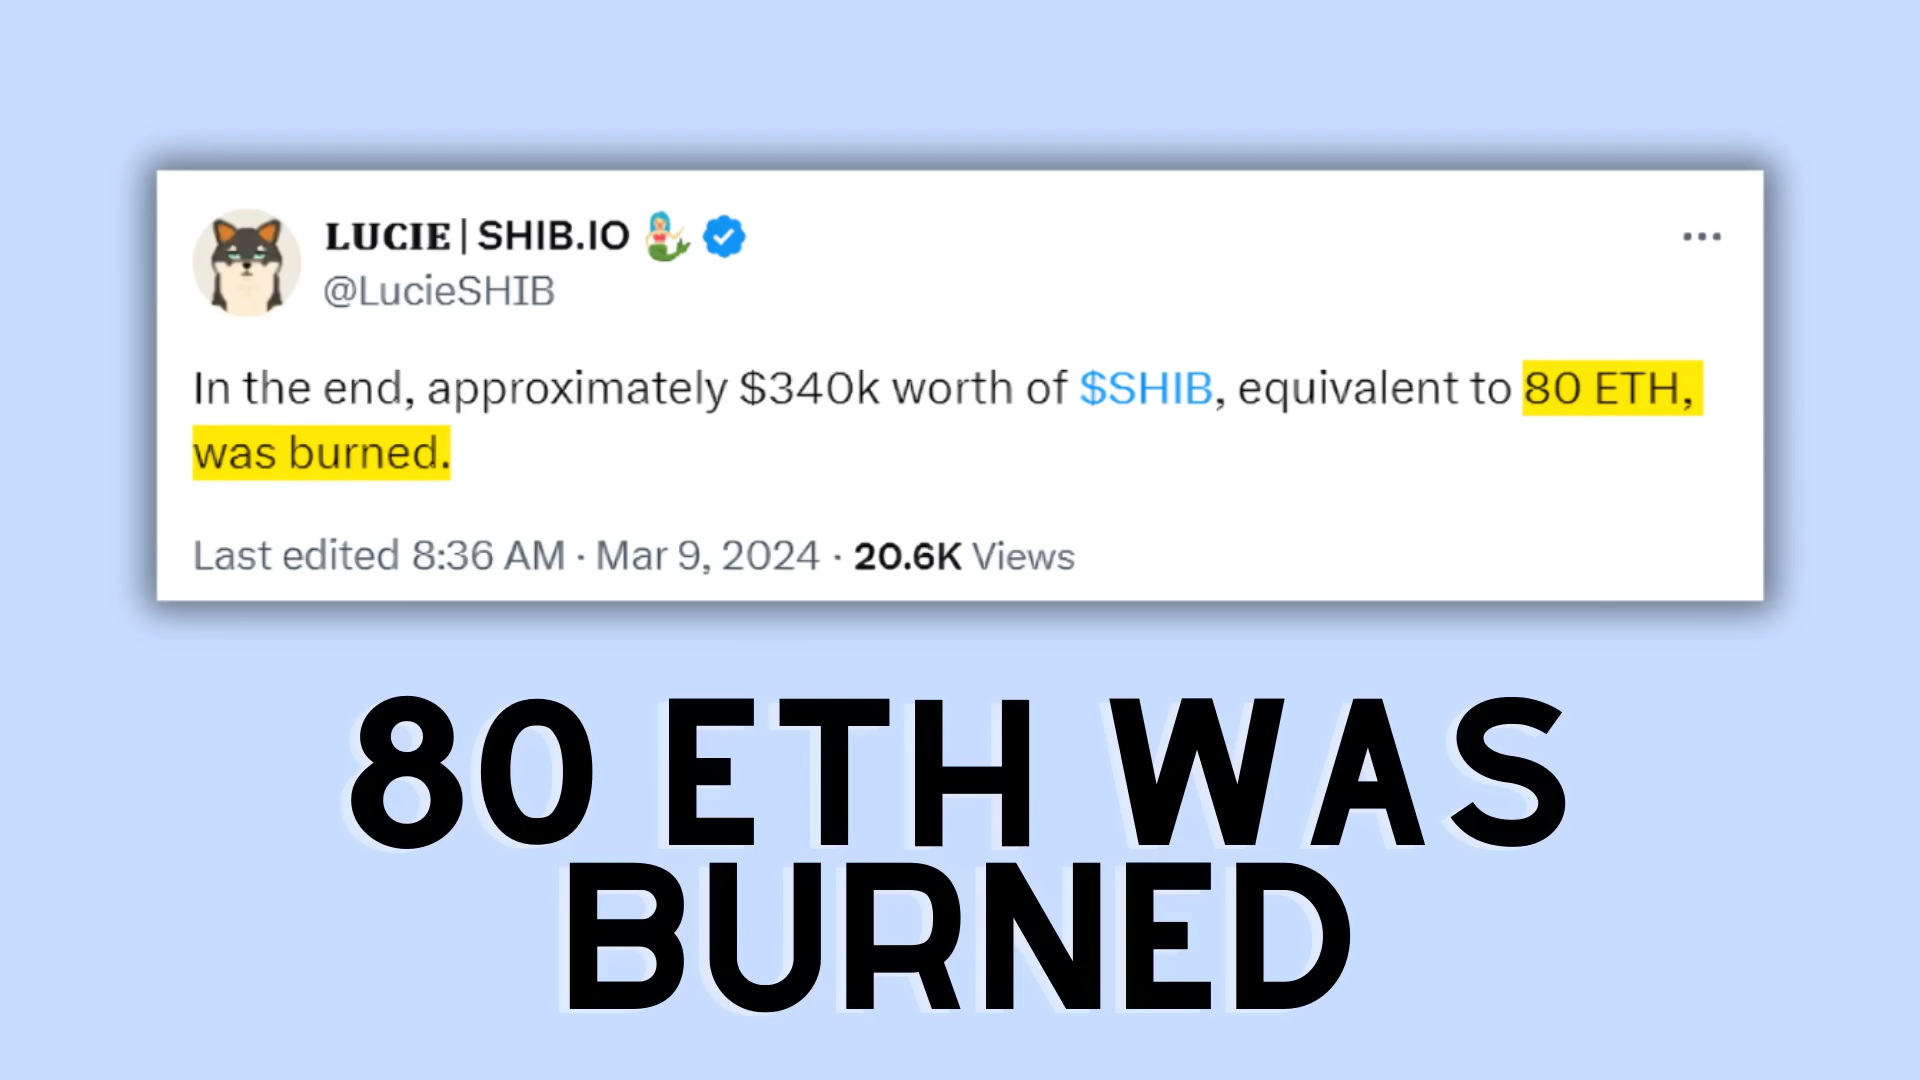 LUCIE | SHIB.IO
@LucieSHIB
In the end, approximately $340k worth of $SHIB, equivalent to 80 ETH,
was burned.
Last edited 8:36 AM · Mar 9, 2024 · 20.6K Views
80 ETH WAS
BURNED